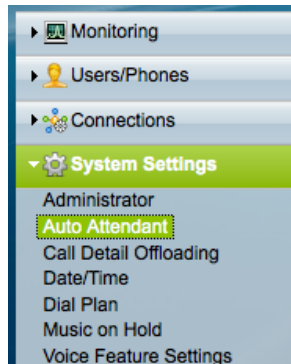 Monitoring
Users/Phones
Connections
System Settings
Administrator
Auto Attendant
Call Detail Offloading
Date/Time
Dial Plan
Music on Hold
Voice Feature Settings